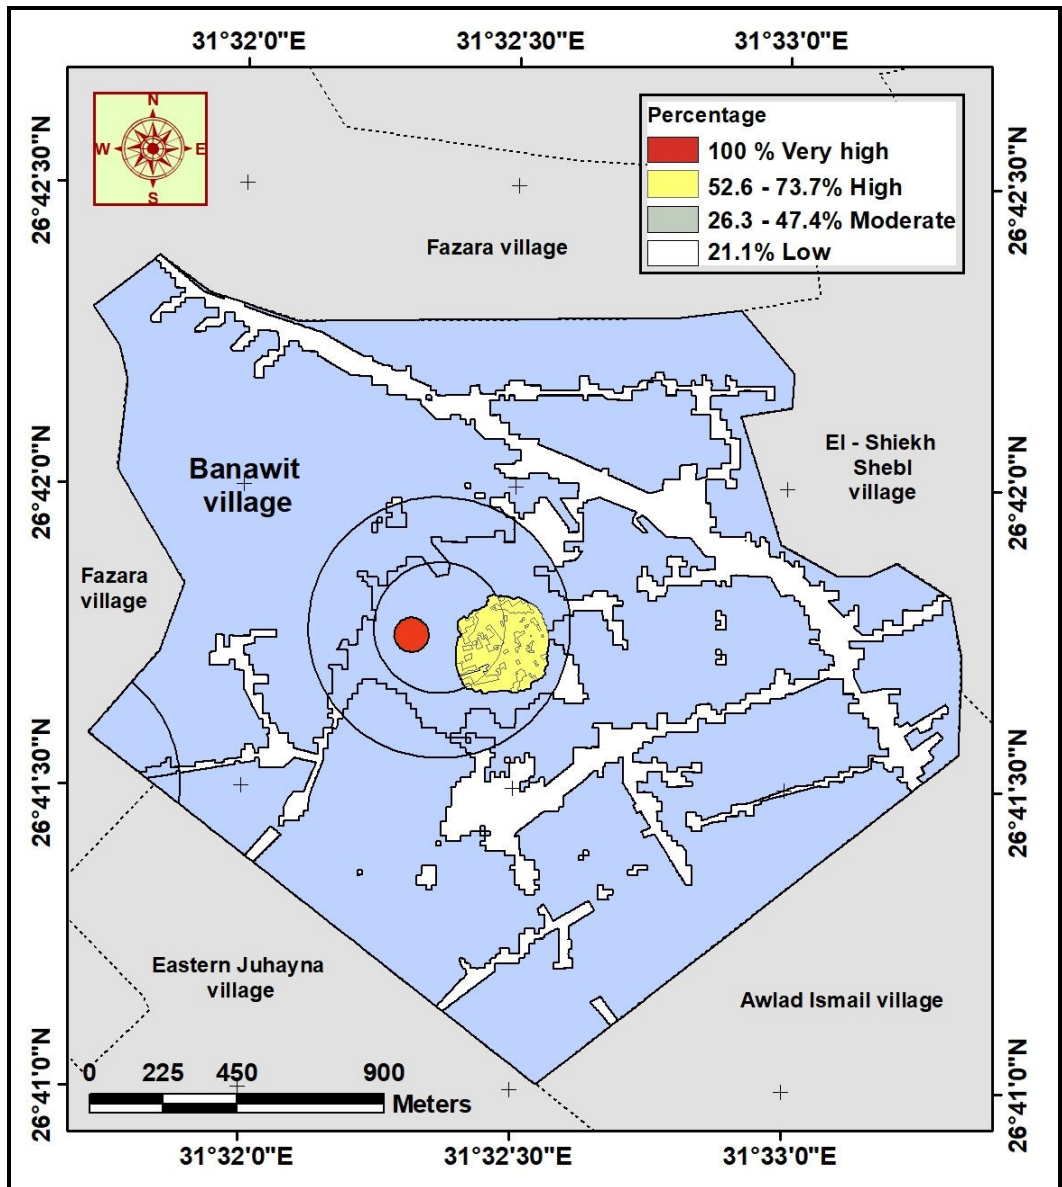 31°32'0"E 31°32'30"E 31°33'0"E
26°42'30"N
26°42'0"N
26°41'30"N
26°41'0"N
N
W E
S
Percentage
100 % Very high
52.6 - 73.7% High
26.3 - 47.4% Moderate
21.1% Low
Fazara village
Banawit
village
El - Shiekh
Shebl
village
Fazara
village
Eastern Juhayna
village
Awlad Ismail village
0 225 450 900
Meters
26°42'30"N
26°42'0"N
26°41'30"N
26°41'0"N
31°32'0"E 31°32'30"E 31°33'0"E